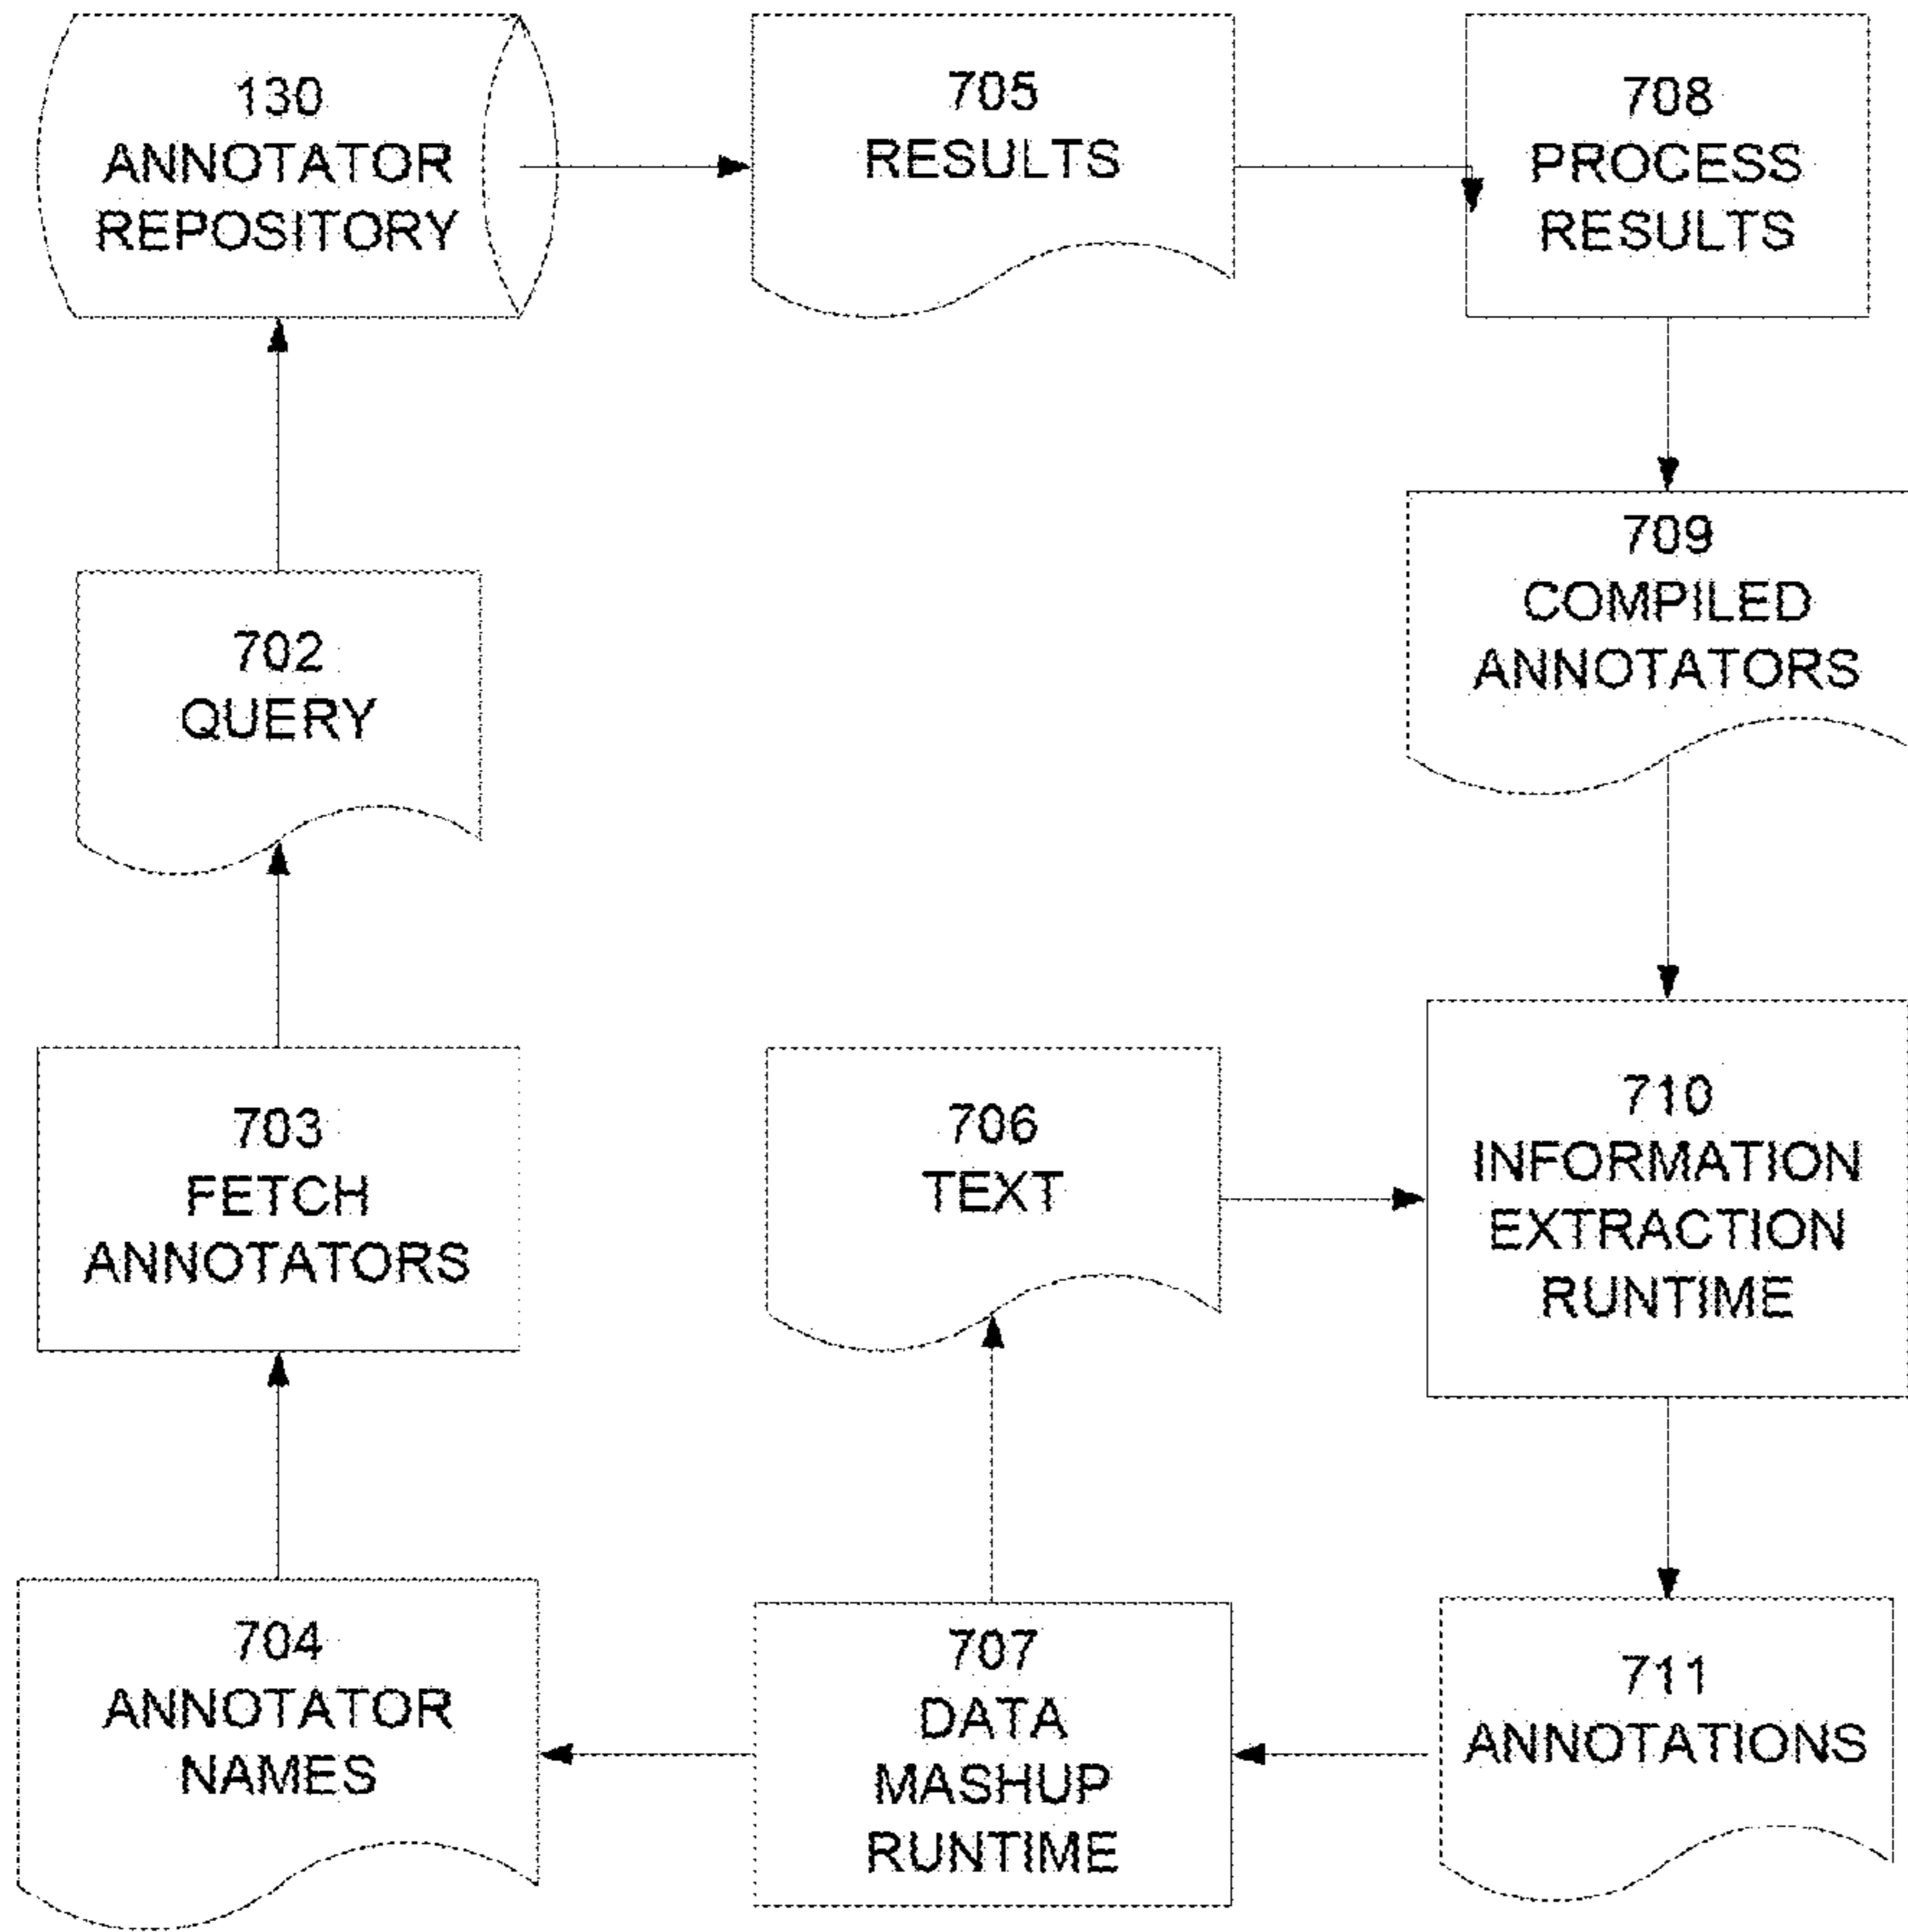 130
ANNOTATOR
REPOSITORY
705
RESULTS
708
PROCESS
RESULTS
702
QUERY
709
COMPILED
ANNOTATORS
703
FETCH
ANNOTATORS
706
TEXT
710
INFORMATION
EXTRACTION
RUNTIME
704
ANNOTATOR
NAMES
707
DATA
MASHUP
RUNTIME
711
ANNOTATIONS